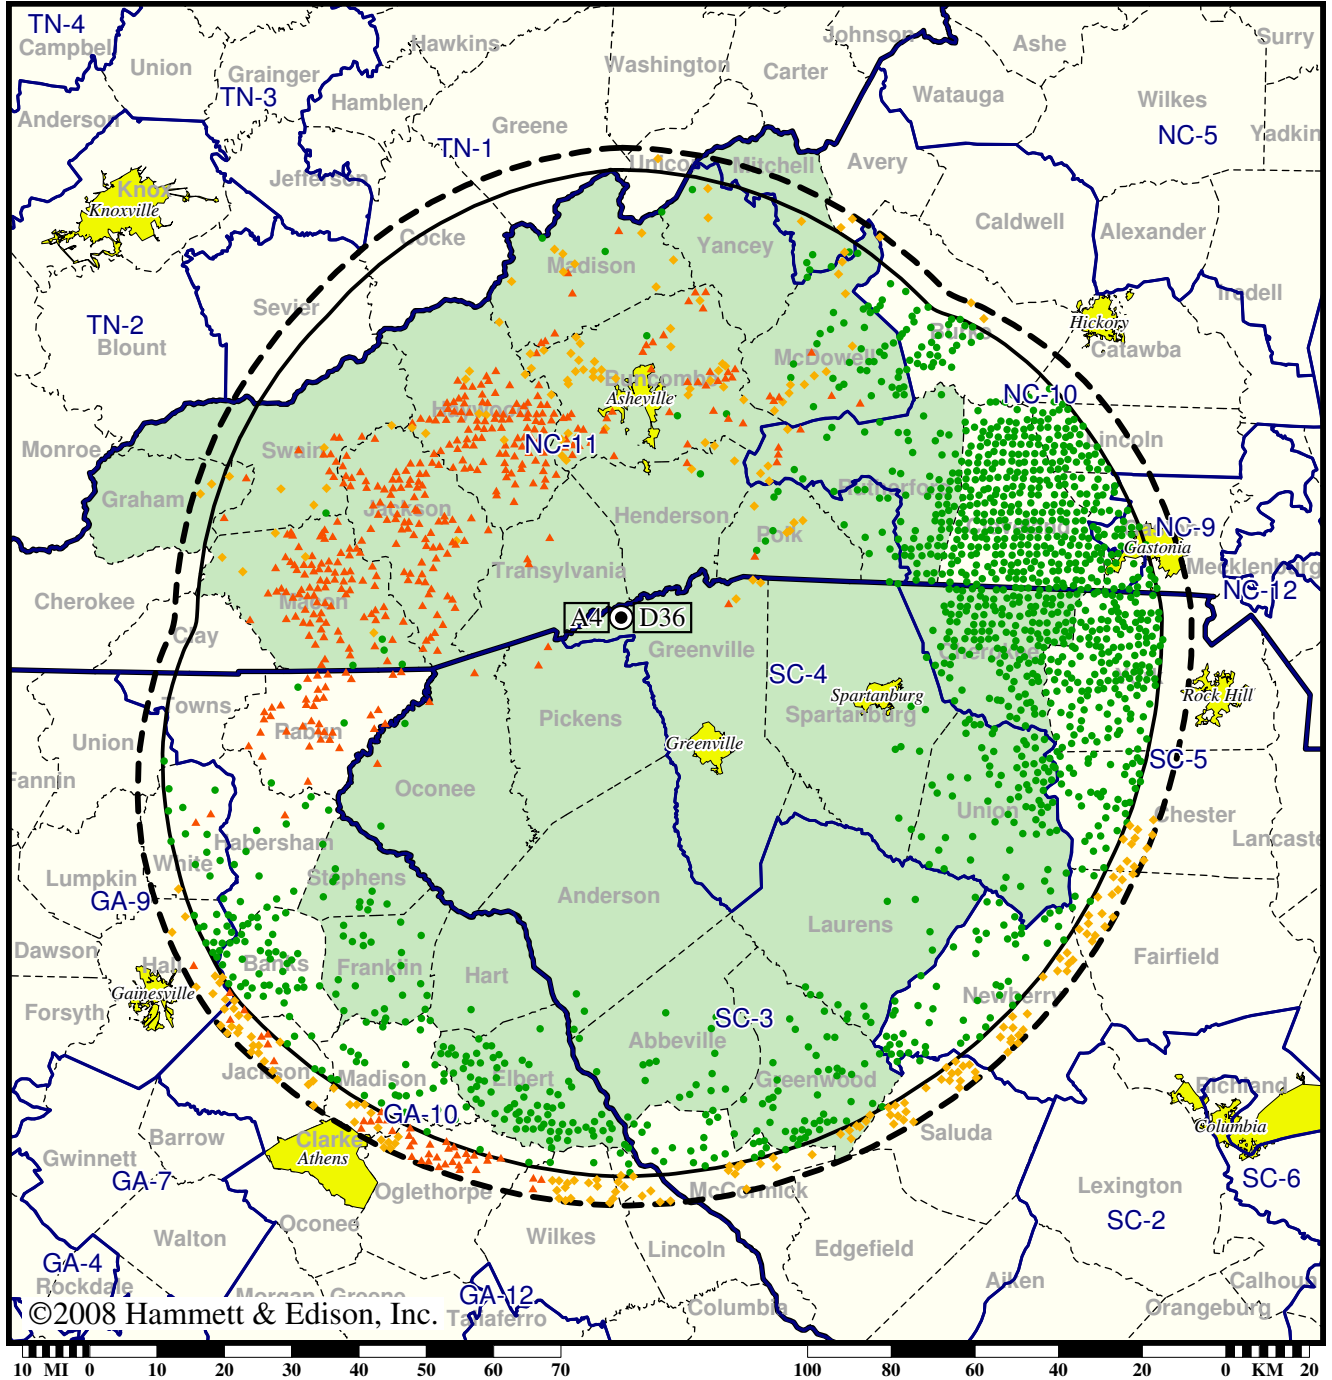 TN-4
Campbell
Union
Grainger
TN-3
Hawkins
Hamblen
Anderson
Washington
Johnson
Carter
Ashe
Surry
Watauga
Wilkes
NC-5
Yadkin
Greene
TN-1
Unicoi
Mitchell
Avery
Knox
Knoxville
Jefferson
Cocke
Caldwell
Alexander
Yancey
Madison
Sevier
TN-2
Blount
Iredell
Hickory
Catawba
Burke
McDowell
Buncombe
Asheville
NC-10
Haywood
NC-11
Lincoln
Monroe
Swain
Graham
Jackson
Henderson
Rutherford
Polk
Gaston
NC-9
Gastonia
Mecklenburg
NC-12
Transylvania
Cherokee
Macon
Clay
A4
D36
Greenville
Cherokee
SC-4
Spartanburg
Spartanburg
Rock Hill
Towns
Union
Rabun
Pickens
Greenville
SC-5
Fannin
Oconee
Union
Chester
Lancaster
Habersham
White
Lumpkin
Stephens
GA-9
Anderson
Laurens
Dawson
Hall
Banks
Franklin
Hart
Fairfield
Gainesville
Forsyth
Newberry
SC-3
Abbeville
Jackson
Madison
Elbert
Greenwood
Richland
GA-10
Columbia
Barrow
Clarke
Athens
Saluda
Gwinnett
GA-7
Oglethorpe
McCormick
Lexington
SC-6
SC-2
Oconee
Walton
Wilkes
Lincoln
Edgefield
GA-4
Rockdale
Morgan
Greene
GA-12
Taliaferro
Columbia
Aiken
Calhoun
Orangeburg
©2008 Hammett & Edison, Inc.
10 MI 0 10 20 30 40 50 60 70
100 80 60 40 20 0 KM 20